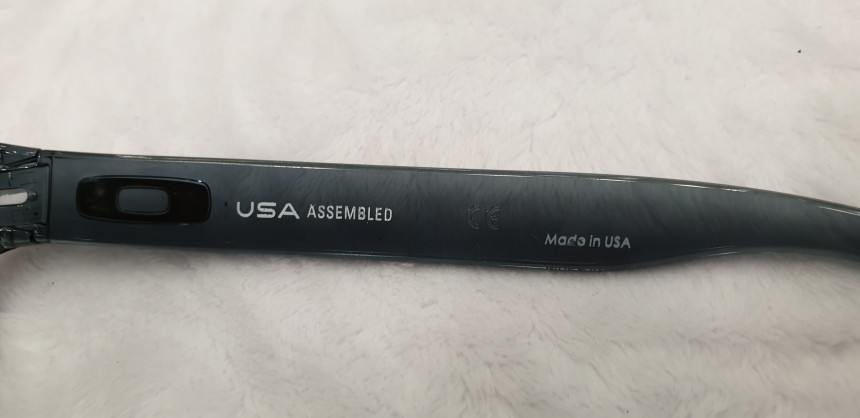 USA ASSEMBLED
CE
Made in USA